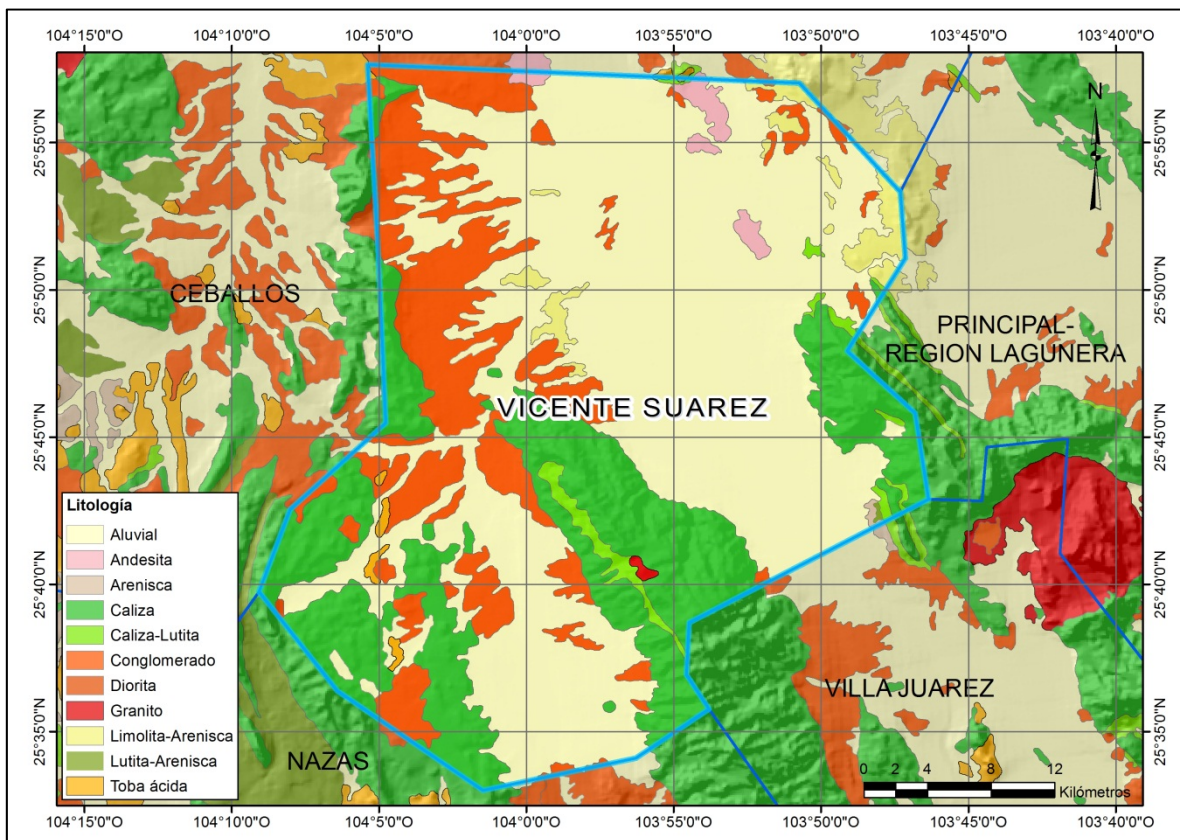 104°15'0"O 104°10'0"O 104°5'0"O 104°0'0"O 103°55'0"O 103°50'0"O 103°45'0"O 103°40'0"O
25°55'0"N
25°50'0"N
25°45'0"N
25°40'0"N
25°35'0"N
N
CEBALLOS
PRINCIPAL-
REGION LAGUNERA
VICENTE SUAREZ
VILLA JUAREZ
NAZAS
Litología
Aluvial
Andesita
Arenisca
Caliza
Caliza-Lutita
Conglomerado
Diorita
Granito
Limolita-Arenisca
Lutita-Arenisca
Toba ácida
0 2 4 8 12
Kilómetros
25°55'0"N
25°50'0"N
25°45'0"N
25°40'0"N
25°35'0"N
104°15'0"O 104°10'0"O 104°5'0"O 104°0'0"O 103°55'0"O 103°50'0"O 103°45'0"O 103°40'0"O